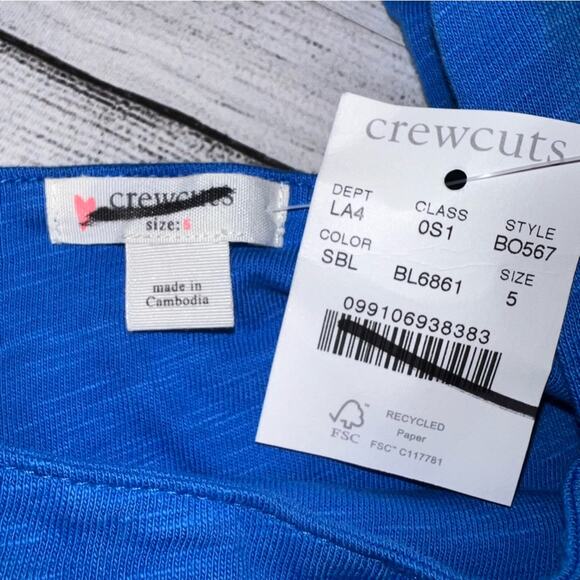 crewcuts
size: 5
made in
Cambodia
crewcuts
DEPT CLASS STYLE
LA4 0S1 BO567
COLOR SIZE
SBL BL6861 5
099106938383
FSC
RECYCLED
Paper
FSC™ C117781